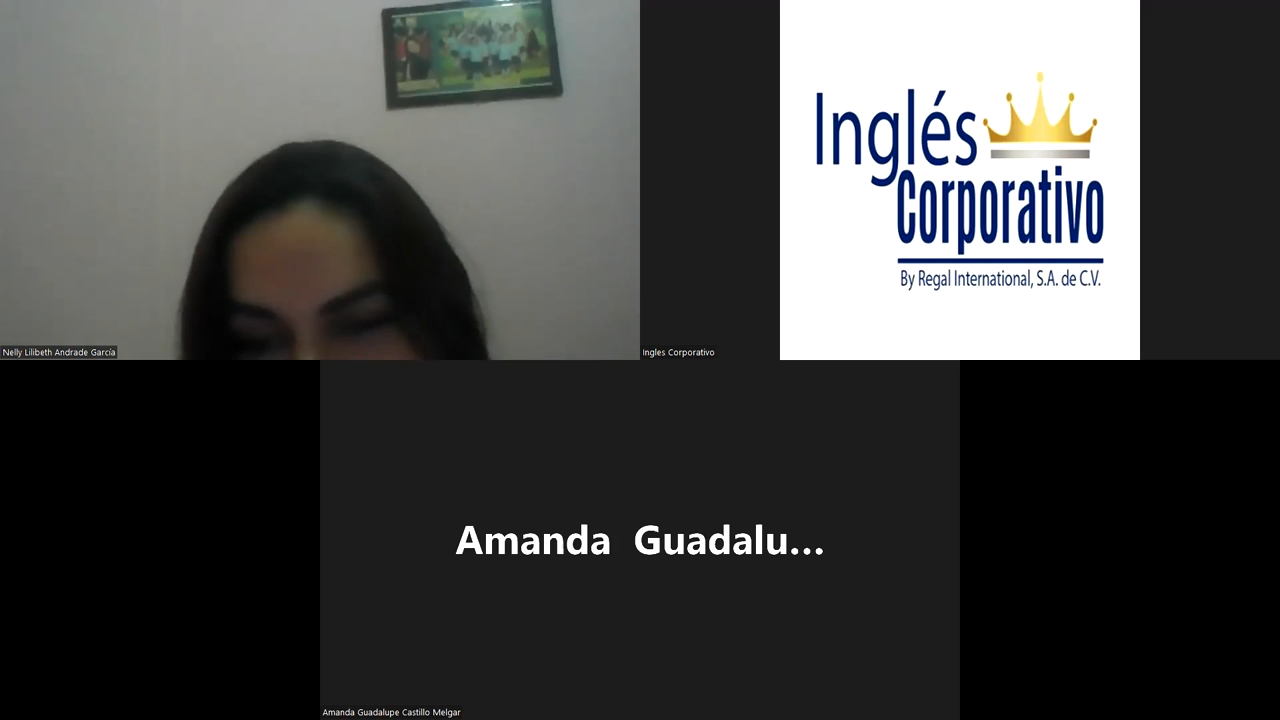 Nelly Lilibeth Andrade García
Inglés
Corporativo
By Regal International, S.A. de C.V.
Ingles Corporativo
Amanda Guadalu...
Amanda Guadalupe Castillo Melgar